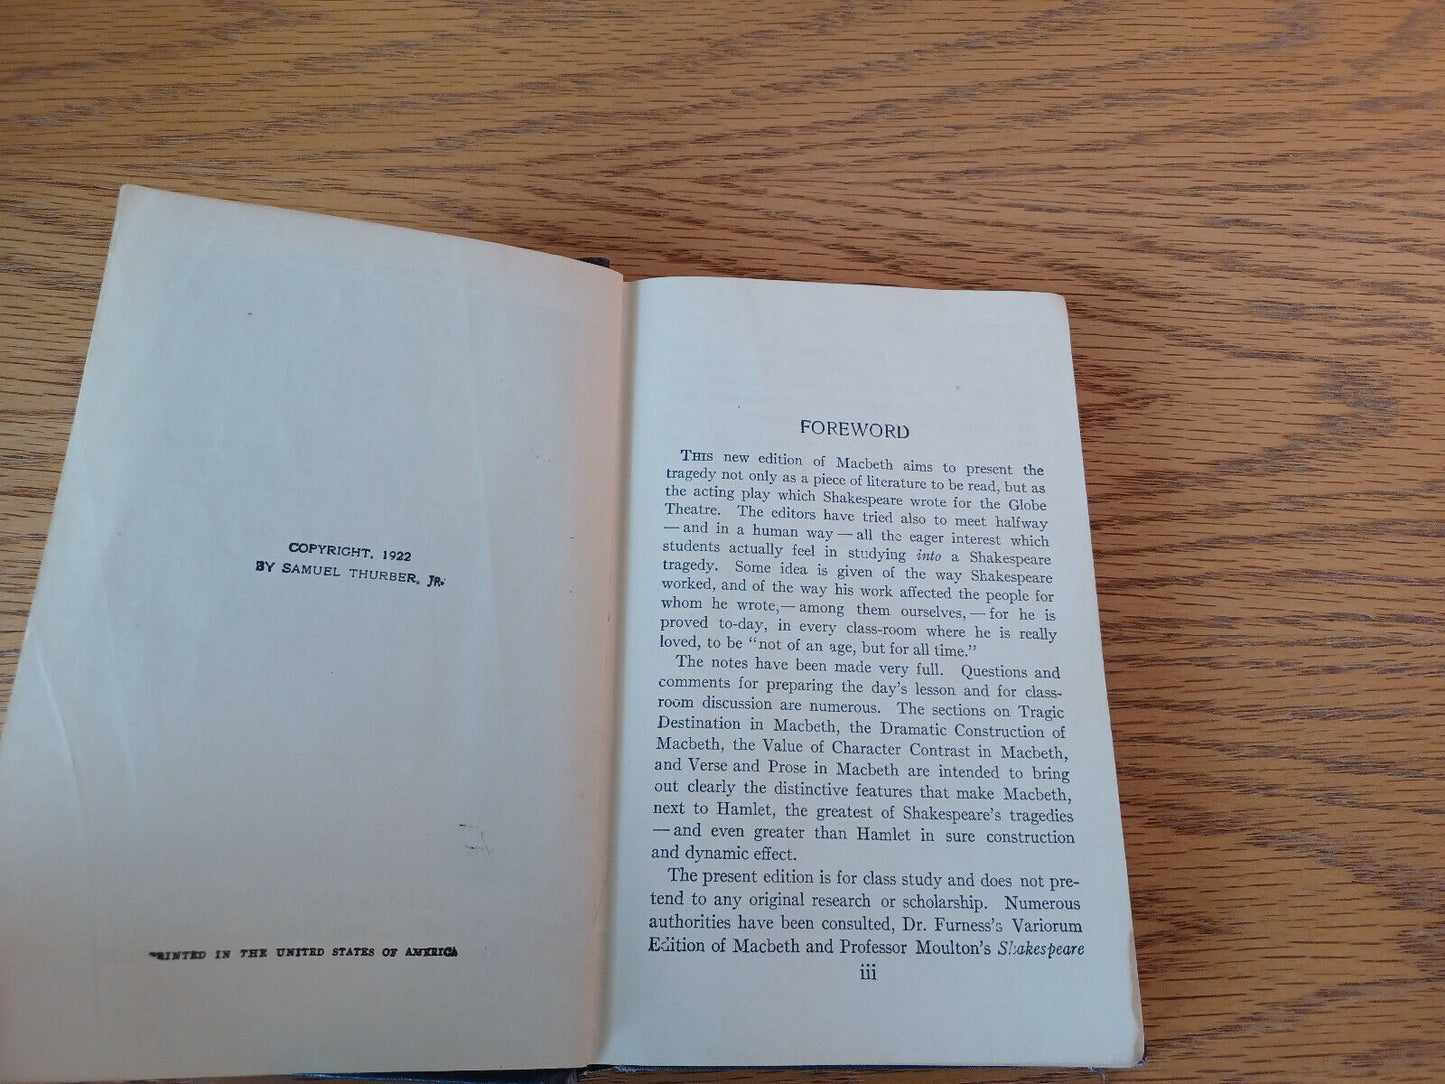 COPYRIGHT, 1922
BY SAMUEL THURBER, JR.
PRINTED IN THE UNITED STATES OF AMERICA
FOREWORD
THIS new edition of Macbeth aims to present the
tragedy not only as a piece of literature to be read, but as
the acting play which Shakespeare wrote for the Globe
Theatre. The editors have tried also to meet halfway
— and in a human way — all the eager interest which
students actually feel in studying into a Shakespeare
tragedy. Some idea is given of the way Shakespeare
worked, and of the way his work affected the people for
whom he wrote, — among them ourselves, — for he is
proved to-day, in every class-room where he is really
loved, to be "not of an age, but for all time."
The notes have been made very full. Questions and
comments for preparing the day's lesson and for class-
room discussion are numerous. The sections on Tragic
Destination in Macbeth, the Dramatic Construction of
Macbeth, the Value of Character Contrast in Macbeth,
and Verse and Prose in Macbeth are intended to bring
out clearly the distinctive features that make Macbeth,
next to Hamlet, the greatest of Shakespeare's tragedies
— and even greater than Hamlet in sure construction
and dynamic effect.
The present edition is for class study and does not pre-
tend to any original research or scholarship. Numerous
authorities have been consulted, Dr. Furness's Variorum
Edition of Macbeth and Professor Moulton's Shakespeare
iii